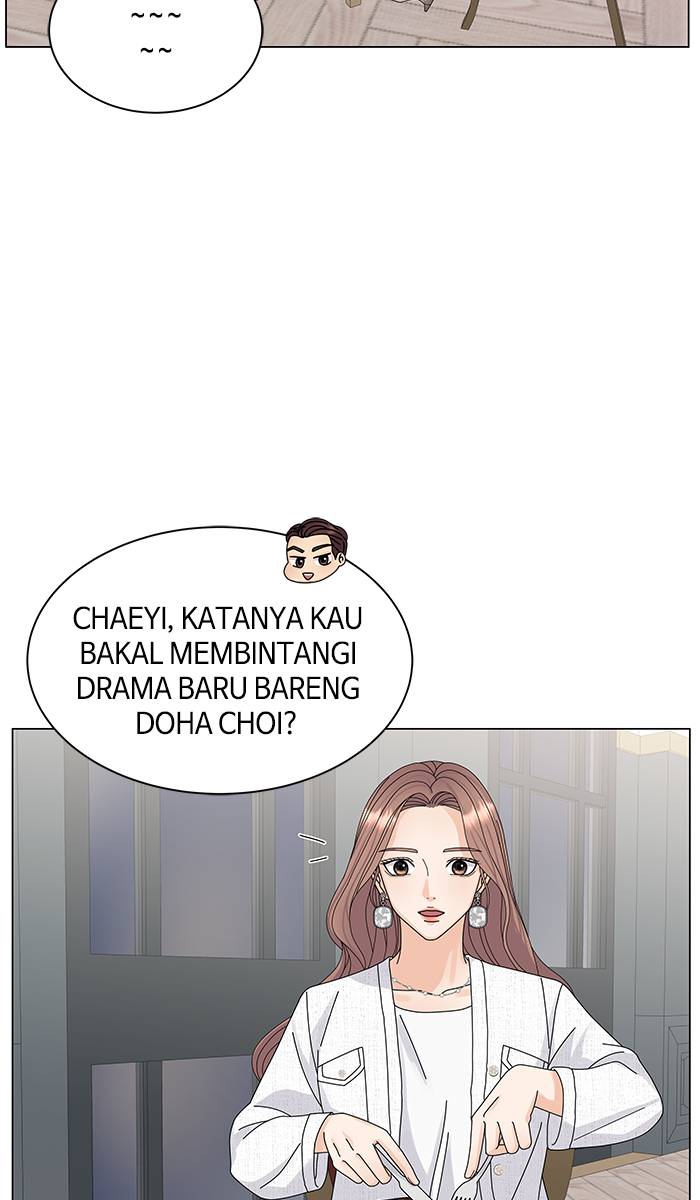 ~~~
~~
CHAEYI, KATANYA KAU
BAKAL MEMBINTANGI
DRAMA BARU BARENG
DOHA CHOI?